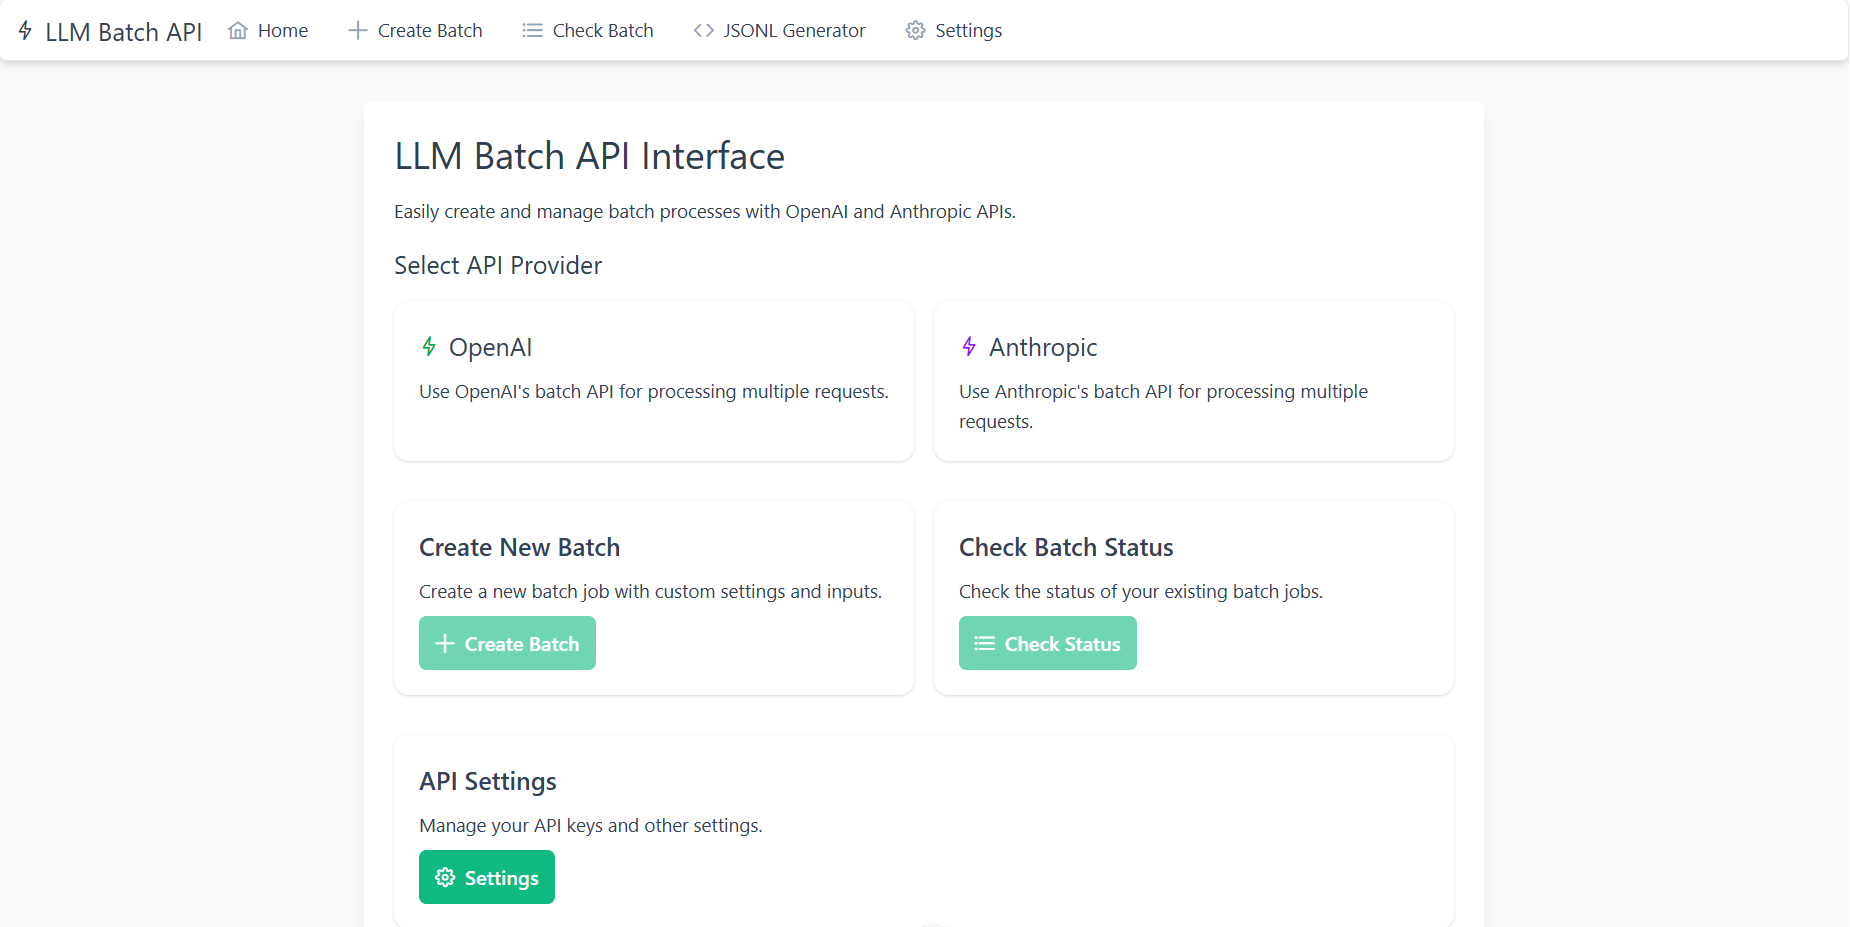 LLM Batch API Home Create Batch Check Batch JSONL Generator Settings
LLM Batch API Interface
Easily create and manage batch processes with OpenAI and Anthropic APIs.
Select API Provider
OpenAI
Use OpenAI's batch API for processing multiple requests.
Anthropic
Use Anthropic's batch API for processing multiple
requests.
Create New Batch
Create a new batch job with custom settings and inputs.
Create Batch
Check Batch Status
Check the status of your existing batch jobs.
Check Status
API Settings
Manage your API keys and other settings.
Settings